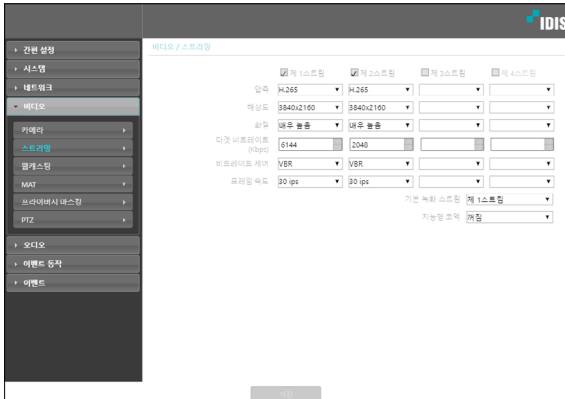 IDIS
간편 설정
시스템
네트워크
비디오
카메라
스트리밍
웹캐스팅
MAT
프라이버시 마스킹
PTZ
오디오
이벤트 동작
이벤트
비디오 / 스트리밍
제 1스트림 제 2스트림 제 3스트림 제 4스트림
압축 H.265 H.265
해상도 3840x2160 3840x2160
화질 매우 높음 매우 높음
타겟 비트레이트 (Kbps) 6144 2048
비트레이트 제어 VBR VBR
프레임 속도 30 ips 30 ips
기본 녹화 스트림 제 1스트림
지능형 코덱 꺼짐
저장